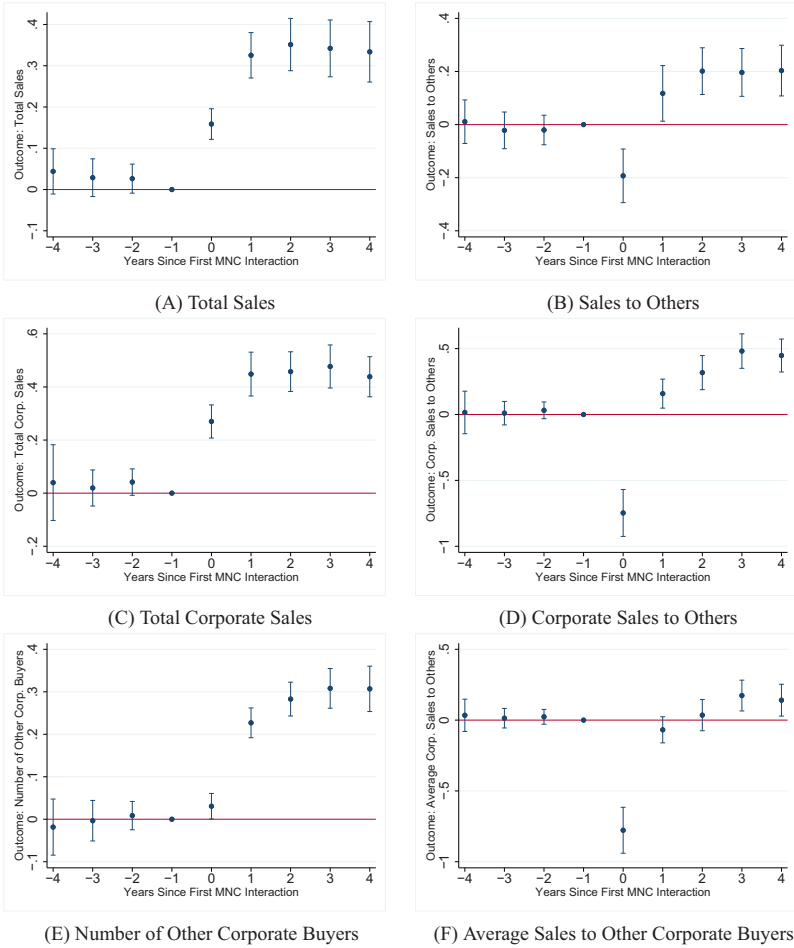 Outcome: Total Sales
.4
.3
.2
.1
0
-.1
-4 -3 -2 -1 0 1 2 3 4
Years Since First MNC Interaction
(A) Total Sales
Outcome: Sales to Others
.4
.2
0
-.2
-.4
-4 -3 -2 -1 0 1 2 3 4
Years Since First MNC Interaction
(B) Sales to Others
Outcome: Total Corp. Sales
.6
.4
.2
0
-.2
-4 -3 -2 -1 0 1 2 3 4
Years Since First MNC Interaction
(C) Total Corporate Sales
Outcome: Corp. Sales to Others
.5
0
-.5
-1
-4 -3 -2 -1 0 1 2 3 4
Years Since First MNC Interaction
(D) Corporate Sales to Others
Outcome: Number of Other Corp. Buyers
.4
.3
.2
.1
0
-.1
-4 -3 -2 -1 0 1 2 3 4
Years Since First MNC Interaction
(E) Number of Other Corporate Buyers
Outcome: Average Corp. Sales to Others
.5
0
-.5
-1
-4 -3 -2 -1 0 1 2 3 4
Years Since First MNC Interaction
(F) Average Sales to Other Corporate Buyers